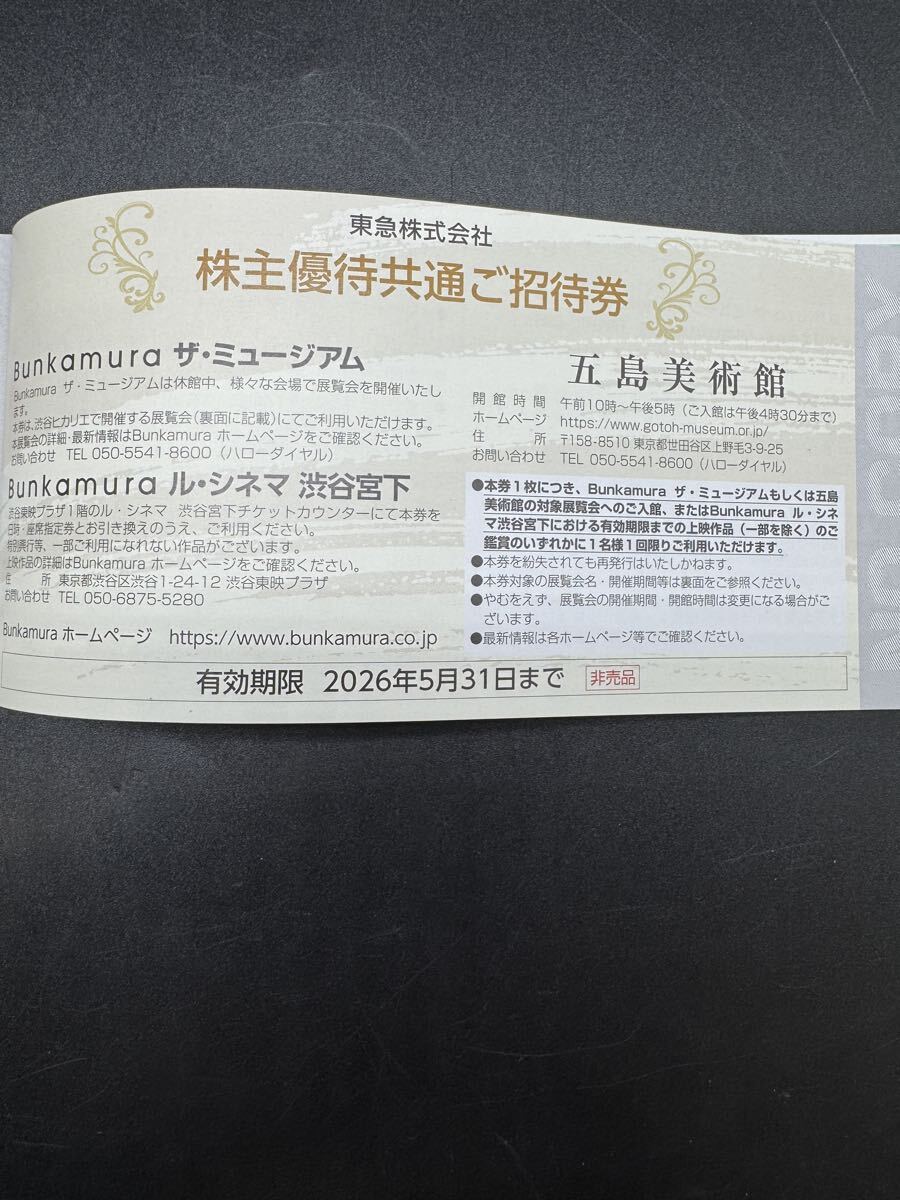 東急株式会社
株主優待共通ご招待券
Bunkamura ザ・ミュージアム
Bunkamura ザ・ミュージアムは休館中、様々な会場で展覧会を開催いたし
ます。
本券は、渋谷ヒカリエで開催する展覧会(裏面に記載)にてご利用いただけます。
本展覧会の詳細・最新情報はBunkamura ホームページをご確認ください。
お問い合わせ TEL 050-5541-8600(ハローダイヤル)
Bunkamura ル・シネマ 渋谷宮下
渋谷東映プラザ1階のル・シネマ 渋谷宮下チケットカウンターにて本券を
日時・座席指定券とお引き換えのうえ、ご利用ください。
特別興行等、一部ご利用になれない作品がございます。
上映作品の詳細はBunkamura ホームページをご確認ください。
住 所 東京都渋谷区渋谷1-24-12 渋谷東映プラザ
お問い合わせ TEL 050-6875-5280
Bunkamura ホームページ https://www.bunkamura.co.jp
五島美術館
開館時間 午前10時〜午後5時(ご入館は午後4時30分まで)
ホームページ https://www.gotoh-museum.or.jp/
住 所 〒158-8510 東京都世田谷区上野毛3-9-25
お問い合わせ TEL 050-5541-8600(ハローダイヤル)
●本券1枚につき、Bunkamura ザ・ミュージアムもしくは五島
美術館の対象展覧会へのご入館、またはBunkamura ル・シネ
マ渋谷宮下における有効期限までの上映作品(一部を除く)のご
鑑賞のいずれかに1名様1回限りご利用いただけます。
●本券を紛失されても再発行はいたしかねます。
●本券対象の展覧会名・開催期間等は裏面をご参照ください。
●やむをえず、展覧会の開催期間・開館時間は変更になる場合がご
ざいます。
●最新情報は各ホームページ等でご確認ください。
有効期限 2026年5月31日まで 非売品